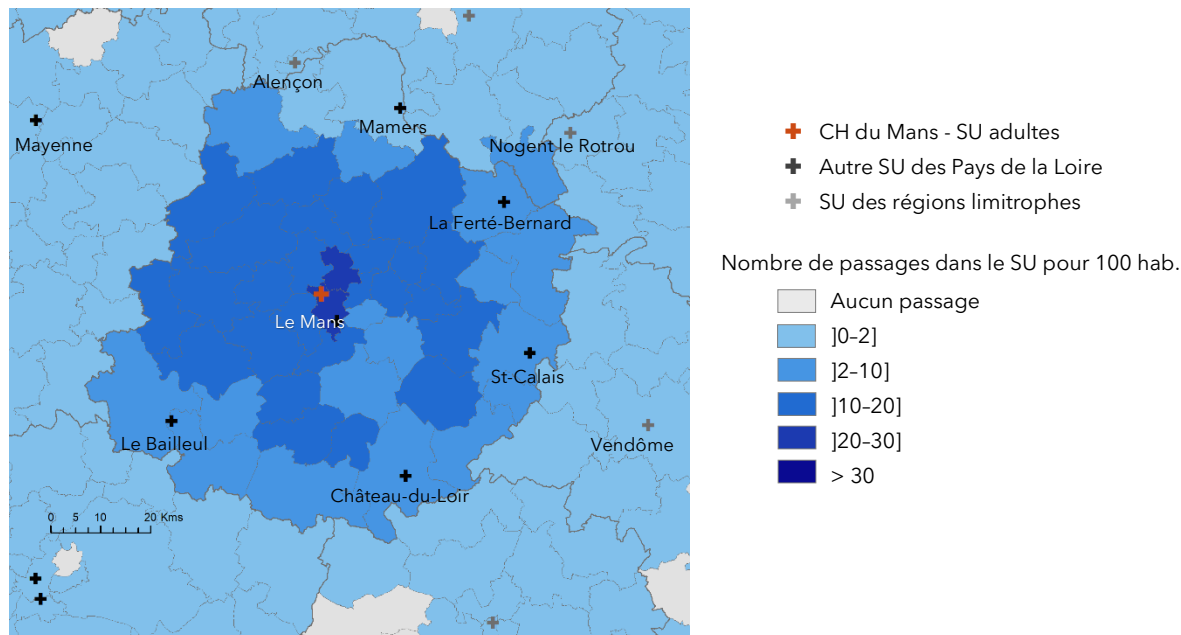 Alençon
Mamers
Mayenne
Nogent le Rotrou
La Ferté-Bernard
Le Mans
St-Calais
Le Bailleul
Vendôme
Château-du-Loir
0 5 10 20 Kms
CH du Mans - SU adultes
Autre SU des Pays de la Loire
SU des régions limitrophes
Nombre de passages dans le SU pour 100 hab.
Aucun passage
]0–2]
]2–10]
]10–20]
]20–30]
> 30